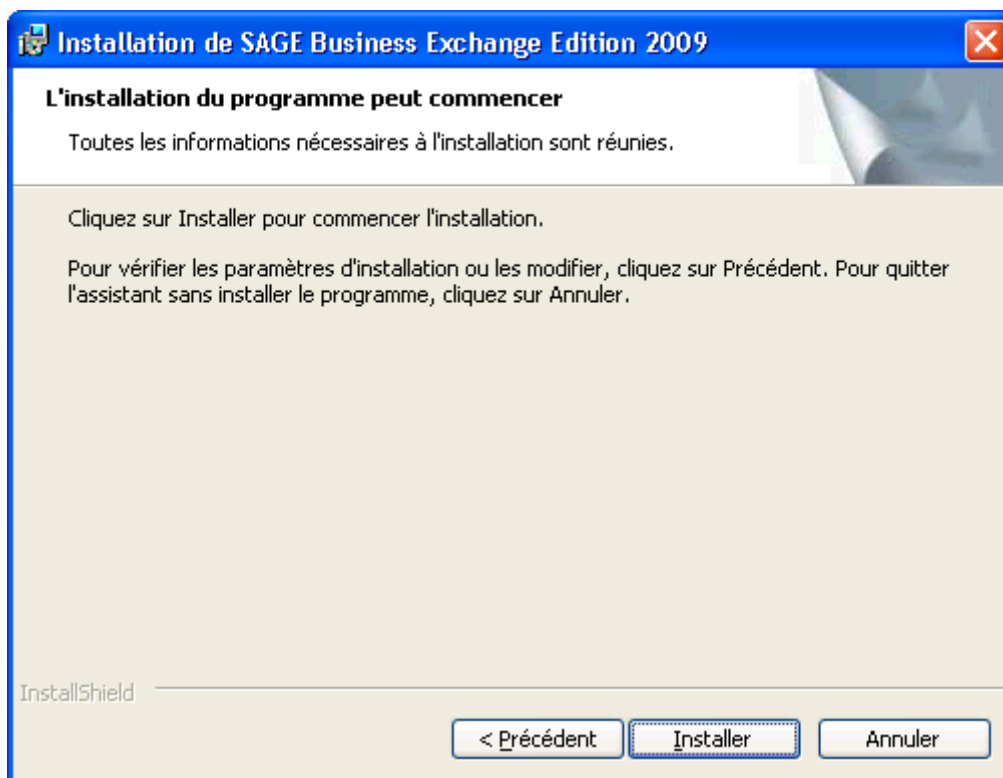 Installation de SAGE Business Exchange Edition 2009
L'installation du programme peut commencer
Toutes les informations nécessaires à l'installation sont réunies.
Cliquez sur Installer pour commencer l'installation.
Pour vérifier les paramètres d'installation ou les modifier, cliquez sur Précédent. Pour quitter
l'assistant sans installer le programme, cliquez sur Annuler.
InstallShield
< Précédent
Installer
Annuler